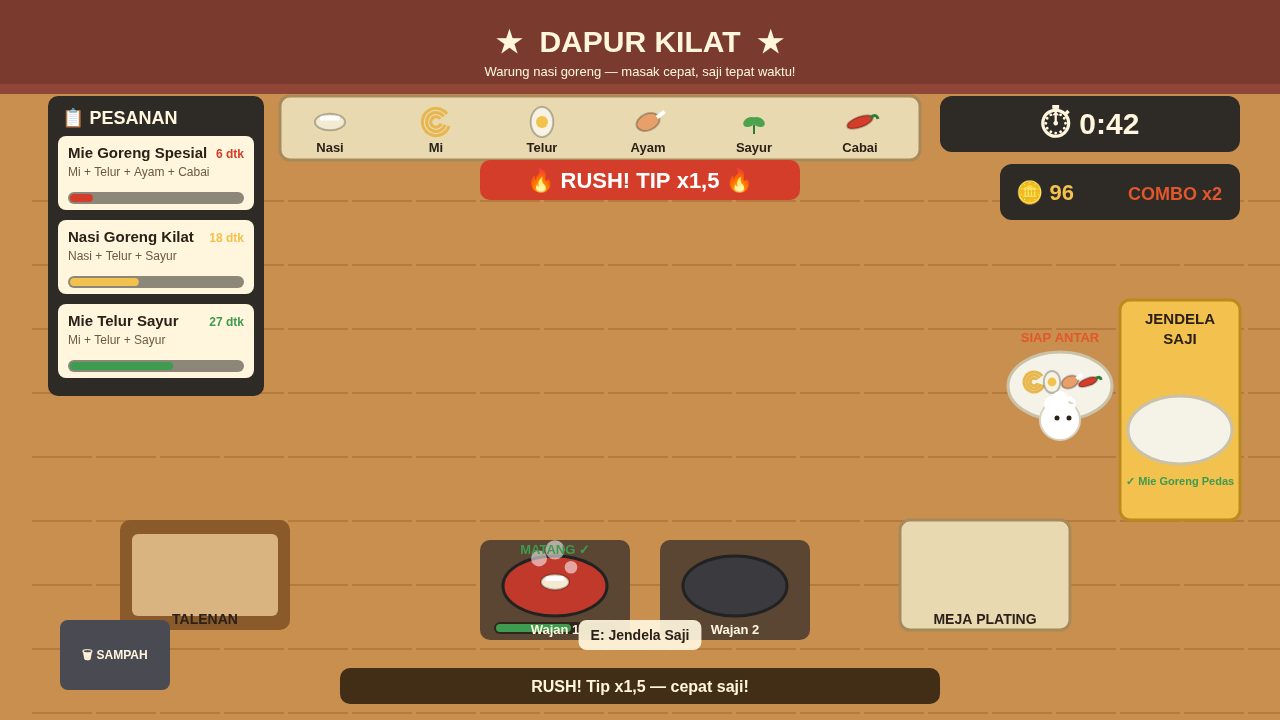 ★ DAPUR KILAT ★
Warung nasi goreng — masak cepat, saji tepat waktu!
📋 PESANAN
Mie Goreng Spesial 6 dtk
Mi + Telur + Ayam + Cabai
Nasi Goreng Kilat 18 dtk
Nasi + Telur + Sayur
Mie Telur Sayur 27 dtk
Mi + Telur + Sayur
Nasi Mi Telur Ayam Sayur Cabai
🔥 RUSH! TIP x1,5 🔥
0:42
96 COMBO x2
SIAP ANTAR
JENDELA
SAJI
✓ Mie Goreng Pedas
TALENAN
SAMPAH
MATANG ✓
Wajan 1
Wajan 2
E: Jendela Saji
MEJA PLATING
RUSH! Tip x1,5 — cepat saji!